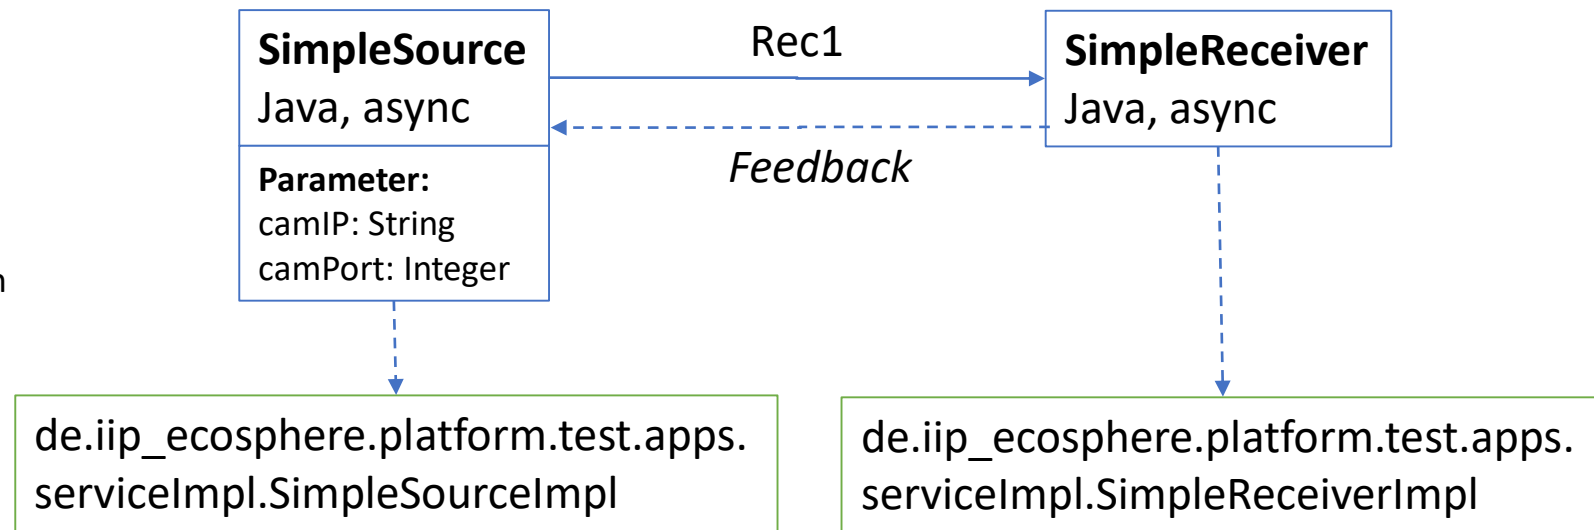 SimpleSource
Java, async
Parameter:
camIP: String
camPort: Integer
Rec1
Feedback
SimpleReceiver
Java, async
n
de.iip_ecosphere.platform.test.apps.
serviceImpl.SimpleSourceImpl
de.iip_ecosphere.platform.test.apps.
serviceImpl.SimpleReceiverImpl